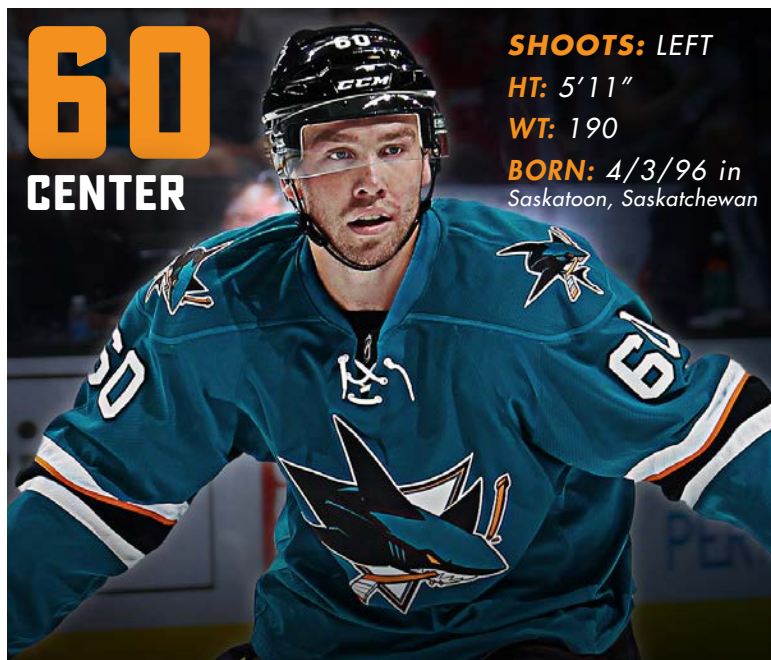 60
CENTER
SHOOTS: LEFT
HT: 5'11"
WT: 190
BORN: 4/3/96 in
Saskatoon, Saskatchewan
60
CCM
60
60